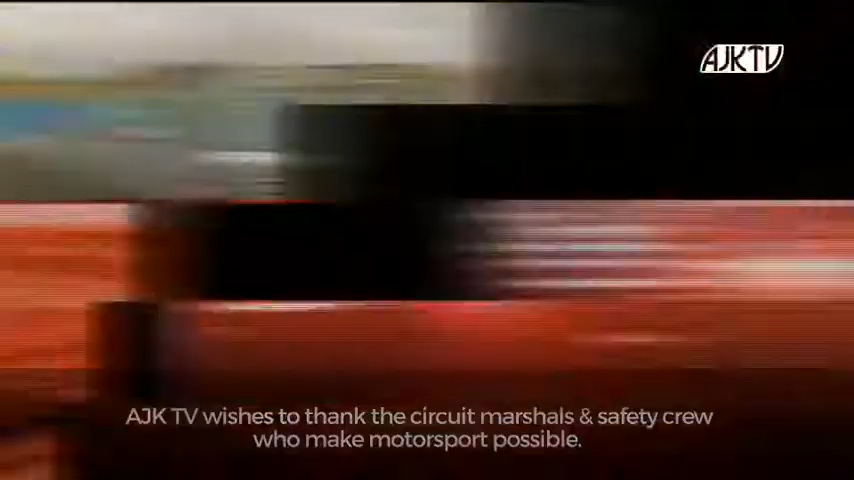 AJKTV
AJK TV wishes to thank the circuit marshals & safety crew
who make motorsport possible.